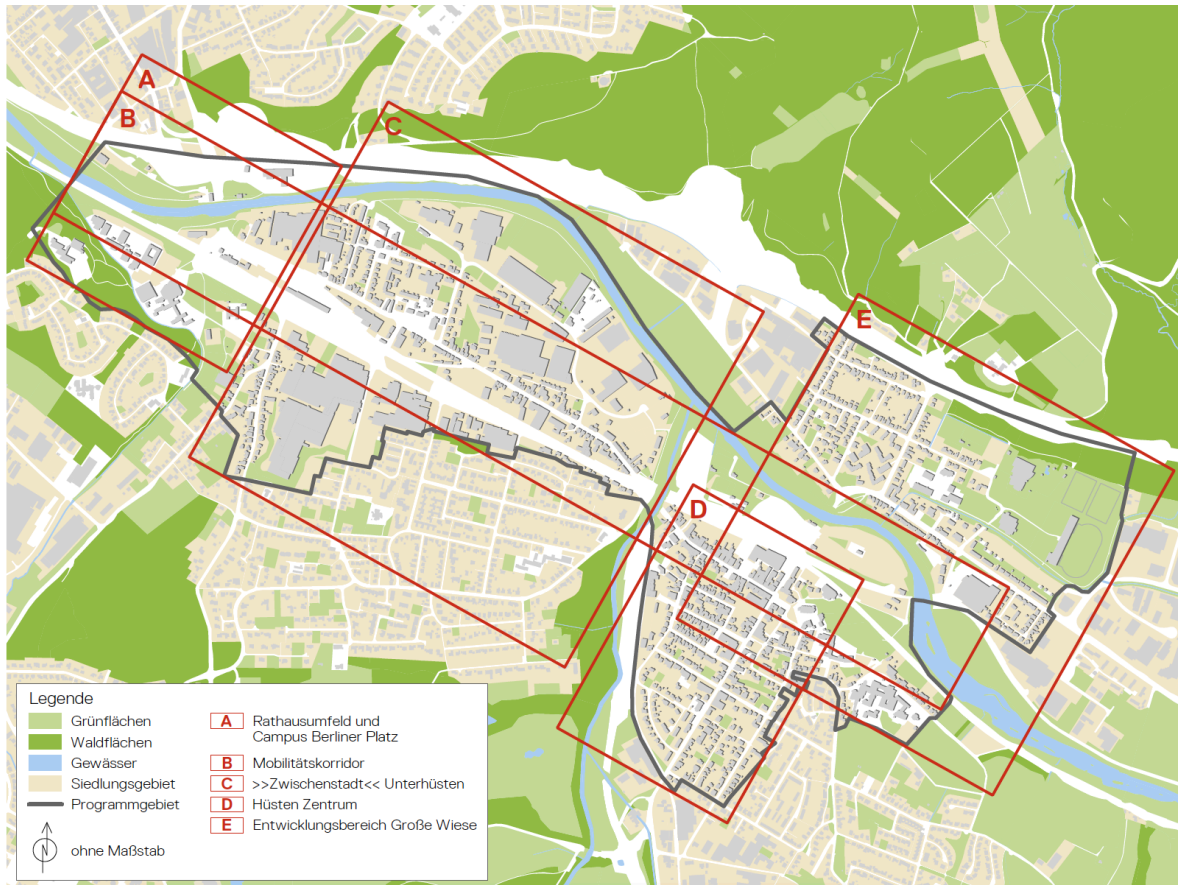 A
B
C
E
D
Legende
Grünflächen
Waldflächen
Gewässer
Siedlungsgebiet
Programmgebiet
N
ohne Maßstab
A Rathausumfeld und
Campus Berliner Platz
B Mobilitätskorridor
C >>Zwischenstadt<< Unterhüsten
D Hüsten Zentrum
E Entwicklungsbereich Große Wiese